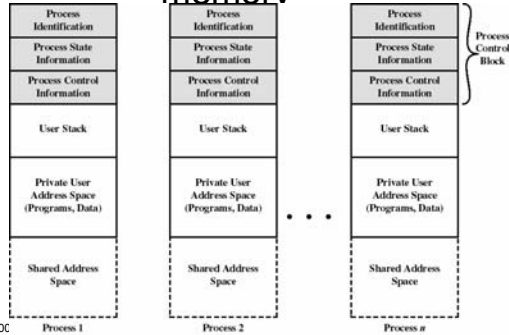 Process
Identification
Process State
Information
Process Control
Information
User Stack
Private User
Address Space
(Programs, Data)
Shared Address
Space
Process 1
Process
Identification
Process State
Information
Process Control
Information
User Stack
Private User
Address Space
(Programs, Data)
Shared Address
Space
Process 2
. . .
Process
Identification
Process State
Information
Process Control
Information
User Stack
Private User
Address Space
(Programs, Data)
Shared Address
Space
Process n
Process
Control
Block